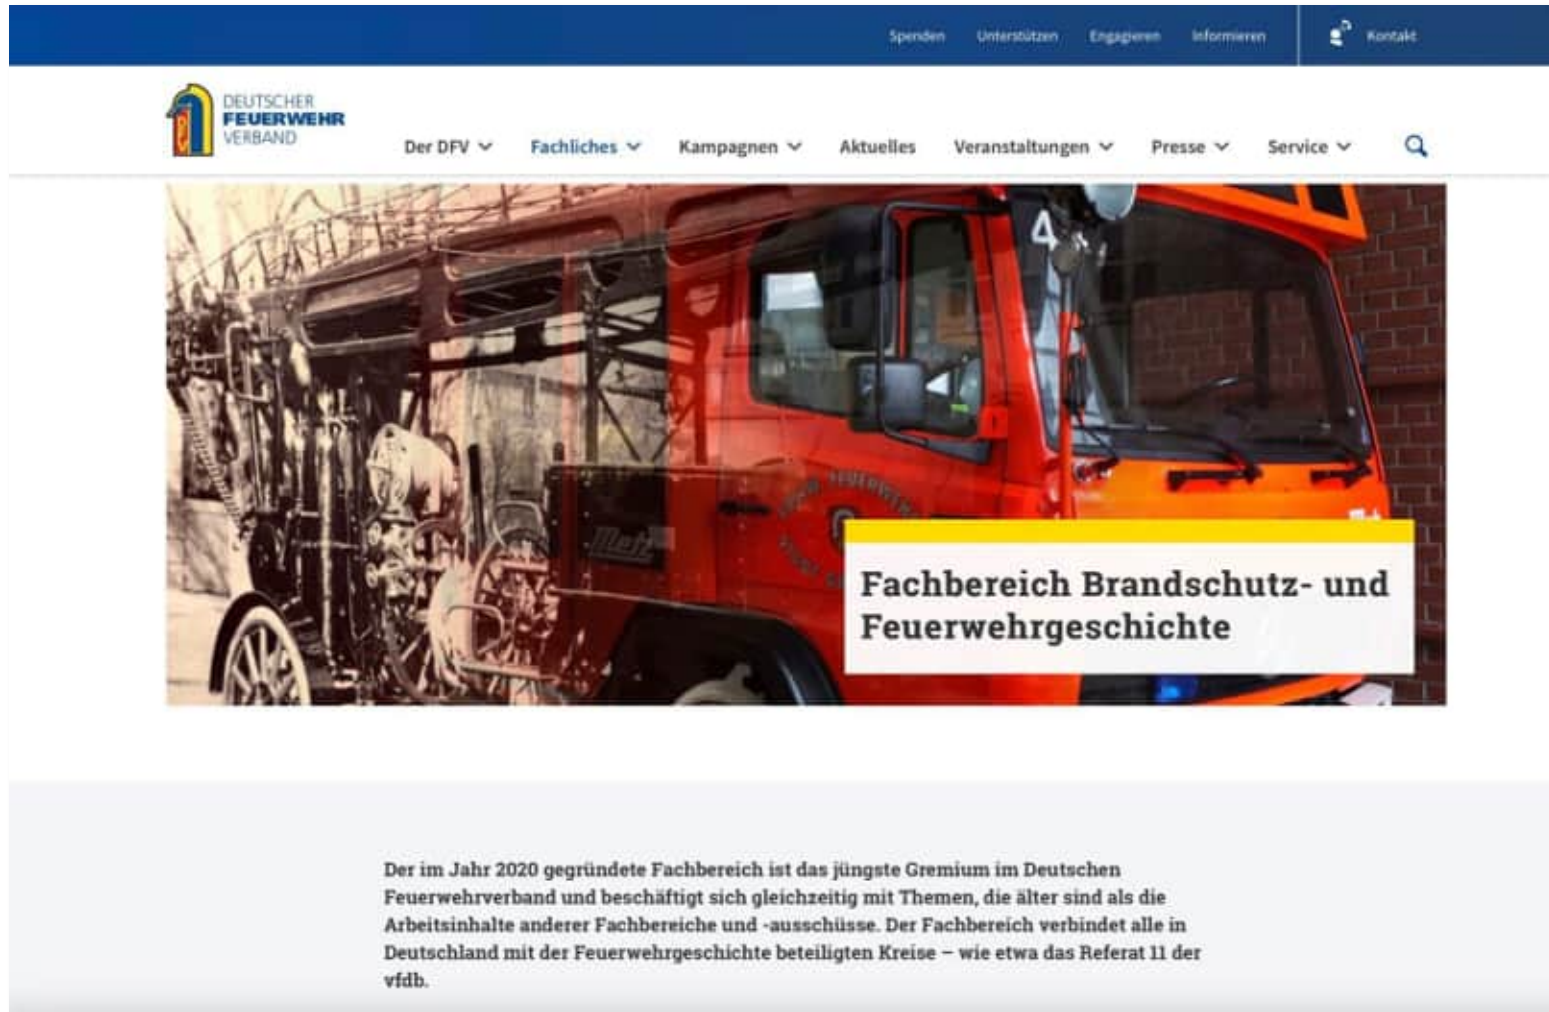 Spenden Unterstützen Engagieren Informieren Kontakt
DEUTSCHER
FEUERWEHR
VERBAND
Der DFV Fachliches Kampagnen Aktuelles Veranstaltungen Presse Service
4
FEUERWEHR
Metz
Fachbereich Brandschutz- und
Feuerwehrgeschichte
Der im Jahr 2020 gegründete Fachbereich ist das jüngste Gremium im Deutschen
Feuerwehrverband und beschäftigt sich gleichzeitig mit Themen, die älter sind als die
Arbeitsinhalte anderer Fachbereiche und -ausschüsse. Der Fachbereich verbindet alle in
Deutschland mit der Feuerwehrgeschichte beteiligten Kreise – wie etwa das Referat 11 der
vfdb.